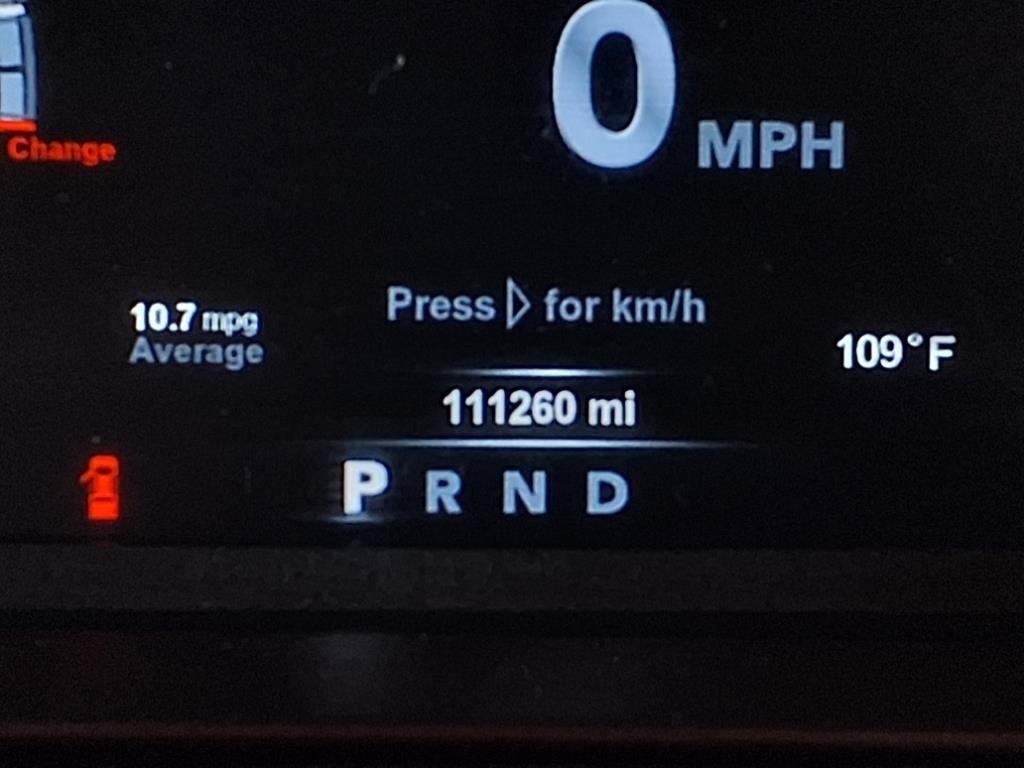 0 MPH
Change
Press ▷ for km/h
10.7 mpg
Average
109°F
111260 mi
P R N D